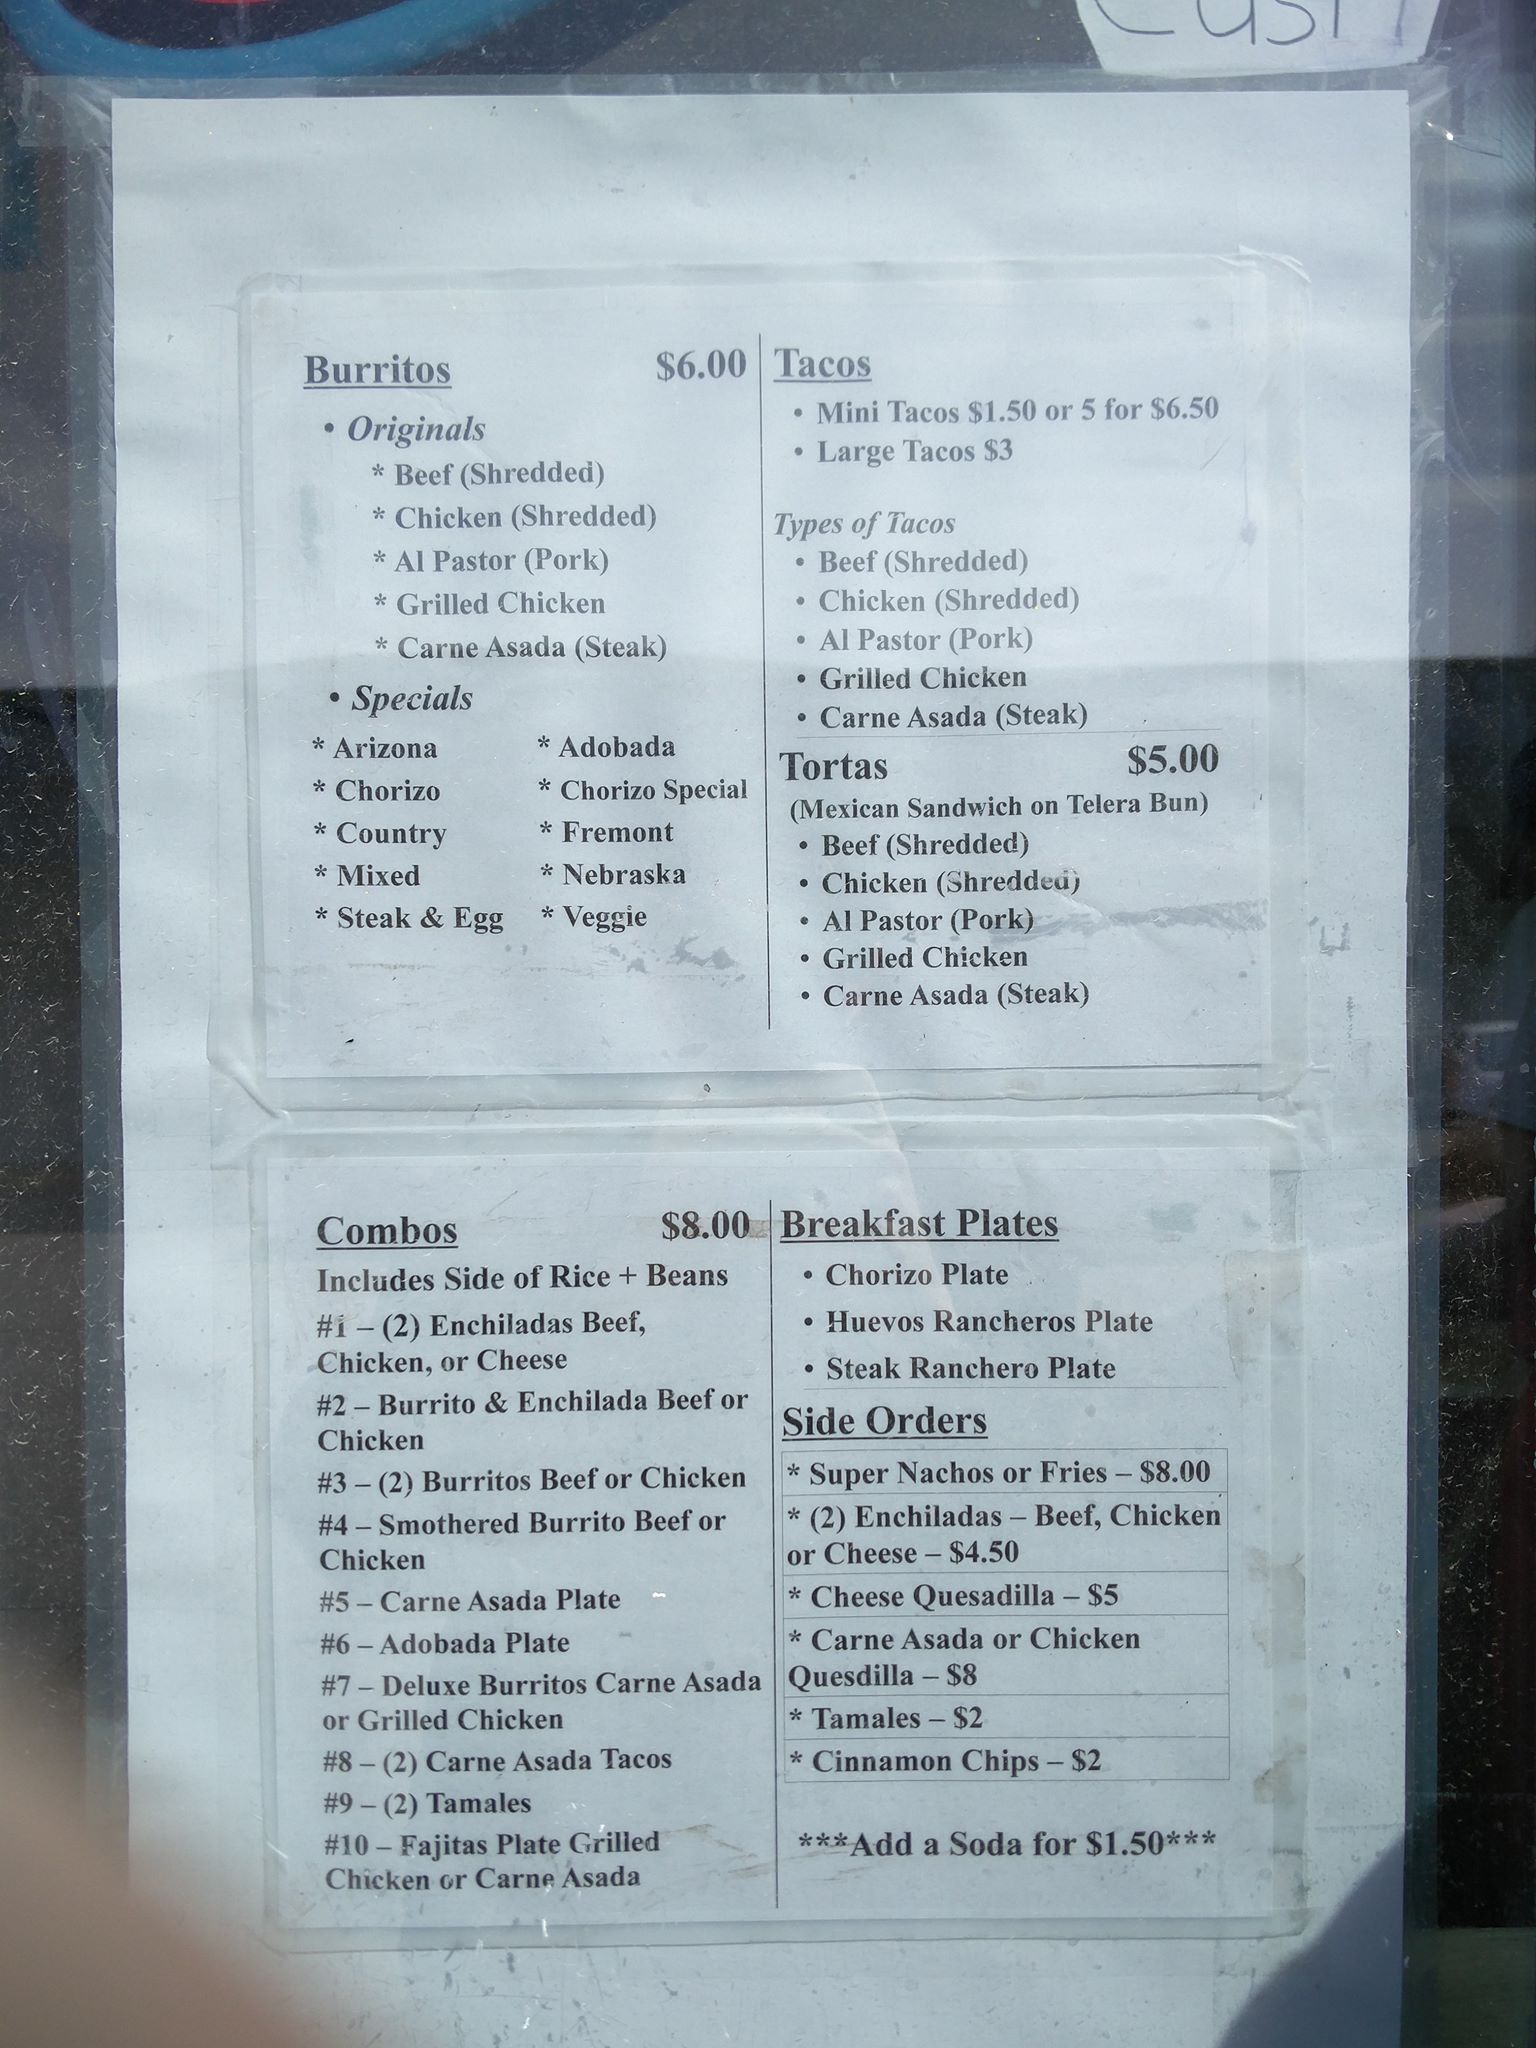 Cash
Burritos $6.00
• Originals
* Beef (Shredded)
* Chicken (Shredded)
* Al Pastor (Pork)
* Grilled Chicken
* Carne Asada (Steak)
• Specials
* Arizona * Adobada
* Chorizo * Chorizo Special
* Country * Fremont
* Mixed * Nebraska
* Steak & Egg * Veggie
Tacos
• Mini Tacos $1.50 or 5 for $6.50
• Large Tacos $3
Types of Tacos
• Beef (Shredded)
• Chicken (Shredded)
• Al Pastor (Pork)
• Grilled Chicken
• Carne Asada (Steak)
Tortas $5.00
(Mexican Sandwich on Telera Bun)
• Beef (Shredded)
• Chicken (Shredded)
• Al Pastor (Pork)
• Grilled Chicken
• Carne Asada (Steak)
Combos $8.00
Includes Side of Rice + Beans
#1 – (2) Enchiladas Beef,
Chicken, or Cheese
#2 – Burrito & Enchilada Beef or
Chicken
#3 – (2) Burritos Beef or Chicken
#4 – Smothered Burrito Beef or
Chicken
#5 – Carne Asada Plate
#6 – Adobada Plate
#7 – Deluxe Burritos Carne Asada
or Grilled Chicken
#8 – (2) Carne Asada Tacos
#9 – (2) Tamales
#10 – Fajitas Plate Grilled
Chicken or Carne Asada
Breakfast Plates
• Chorizo Plate
• Huevos Rancheros Plate
• Steak Ranchero Plate
Side Orders
* Super Nachos or Fries – $8.00
* (2) Enchiladas – Beef, Chicken
or Cheese – $4.50
* Cheese Quesadilla – $5
* Carne Asada or Chicken
Quesdilla – $8
* Tamales – $2
* Cinnamon Chips – $2
***Add a Soda for $1.50***